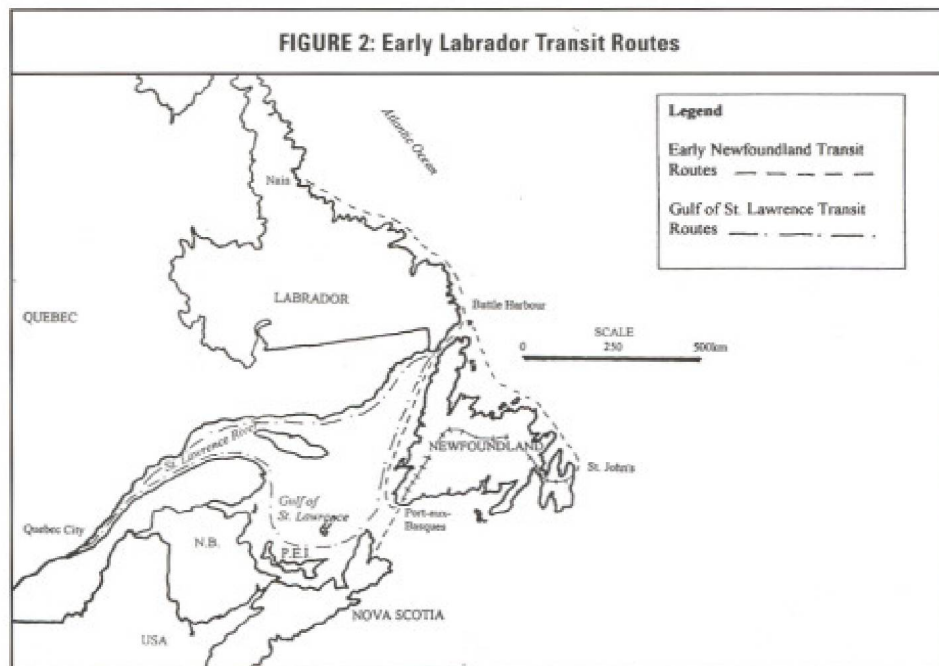 FIGURE 2: Early Labrador Transit Routes
Atlantic Ocean
Legend
Early Newfoundland Transit
Routes
Gulf of St. Lawrence Transit
Routes
Nain
LABRADOR
QUEBEC
Battle Harbour
SCALE
0 250 500km
St. Lawrence River
NEWFOUNDLAND
St. John's
Gulf of
St. Lawrence
Port-aux-
Basques
Quebec City
N.B.
P.E.I.
NOVA SCOTIA
USA